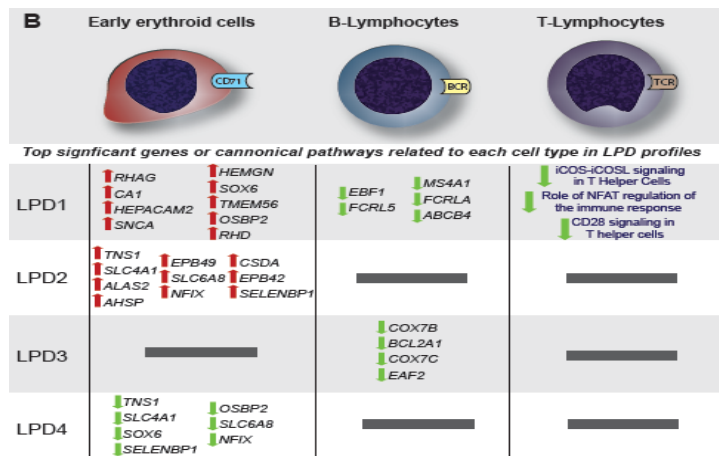 B
Early erythroid cells
B-Lymphocytes
T-Lymphocytes
CD71
BCR
TCR
Top signficant genes or cannonical pathways related to each cell type in LPD profiles
LPD1
RHAG
CA1
HEPACAM2
SNCA
HEMGN
SOX6
TMEM56
OSBP2
RHD
EBF1
FCRL5
MS4A1
FCRLA
ABCB4
iCOS-iCOSL signaling
in T Helper Cells
Role of NFAT regulation of
the immune response
CD28 signaling in
T helper cells
LPD2
TNS1
SLC4A1
ALAS2
AHSP
EPB49
SLC6A8
NFIX
CSDA
EPB42
SELENBP1
LPD3
COX7B
BCL2A1
COX7C
EAF2
LPD4
TNS1
SLC4A1
SOX6
SELENBP1
OSBP2
SLC6A8
NFIX